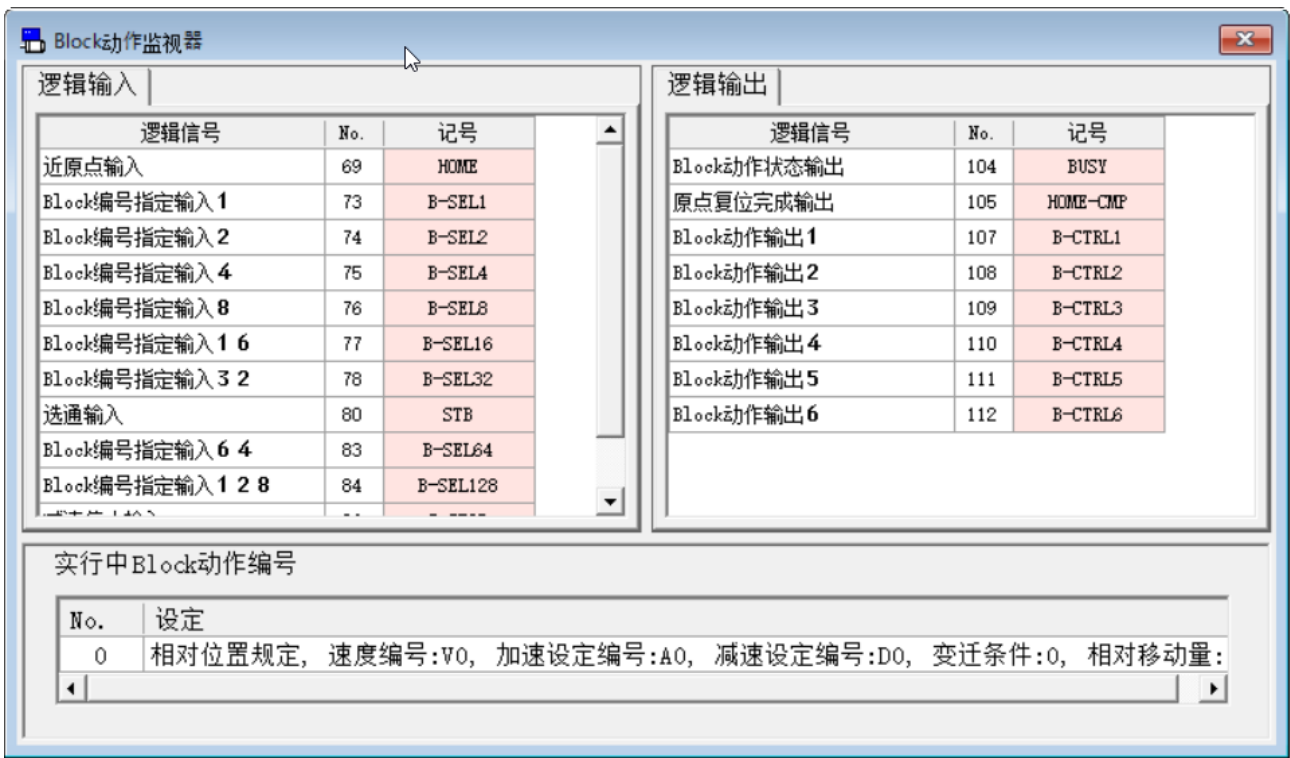 Block动作监视器
逻辑输入
逻辑信号 No. 记号
近原点输入 69 HOME
Block编号指定输入1 73 B-SEL1
Block编号指定输入2 74 B-SEL2
Block编号指定输入4 75 B-SEL4
Block编号指定输入8 76 B-SEL8
Block编号指定输入16 77 B-SEL16
Block编号指定输入32 78 B-SEL32
选通输入 80 STB
Block编号指定输入64 83 B-SEL64
Block编号指定输入128 84 B-SEL128
逻辑输出
逻辑信号 No. 记号
Block动作状态输出 104 BUSY
原点复位完成输出 105 HOME-CMP
Block动作输出1 107 B-CTRL1
Block动作输出2 108 B-CTRL2
Block动作输出3 109 B-CTRL3
Block动作输出4 110 B-CTRL4
Block动作输出5 111 B-CTRL5
Block动作输出6 112 B-CTRL6
实行中Block动作编号
No. 设定
0 相对位置规定, 速度编号:V0, 加速设定编号:A0, 减速设定编号:D0, 变迁条件:0, 相对移动量: